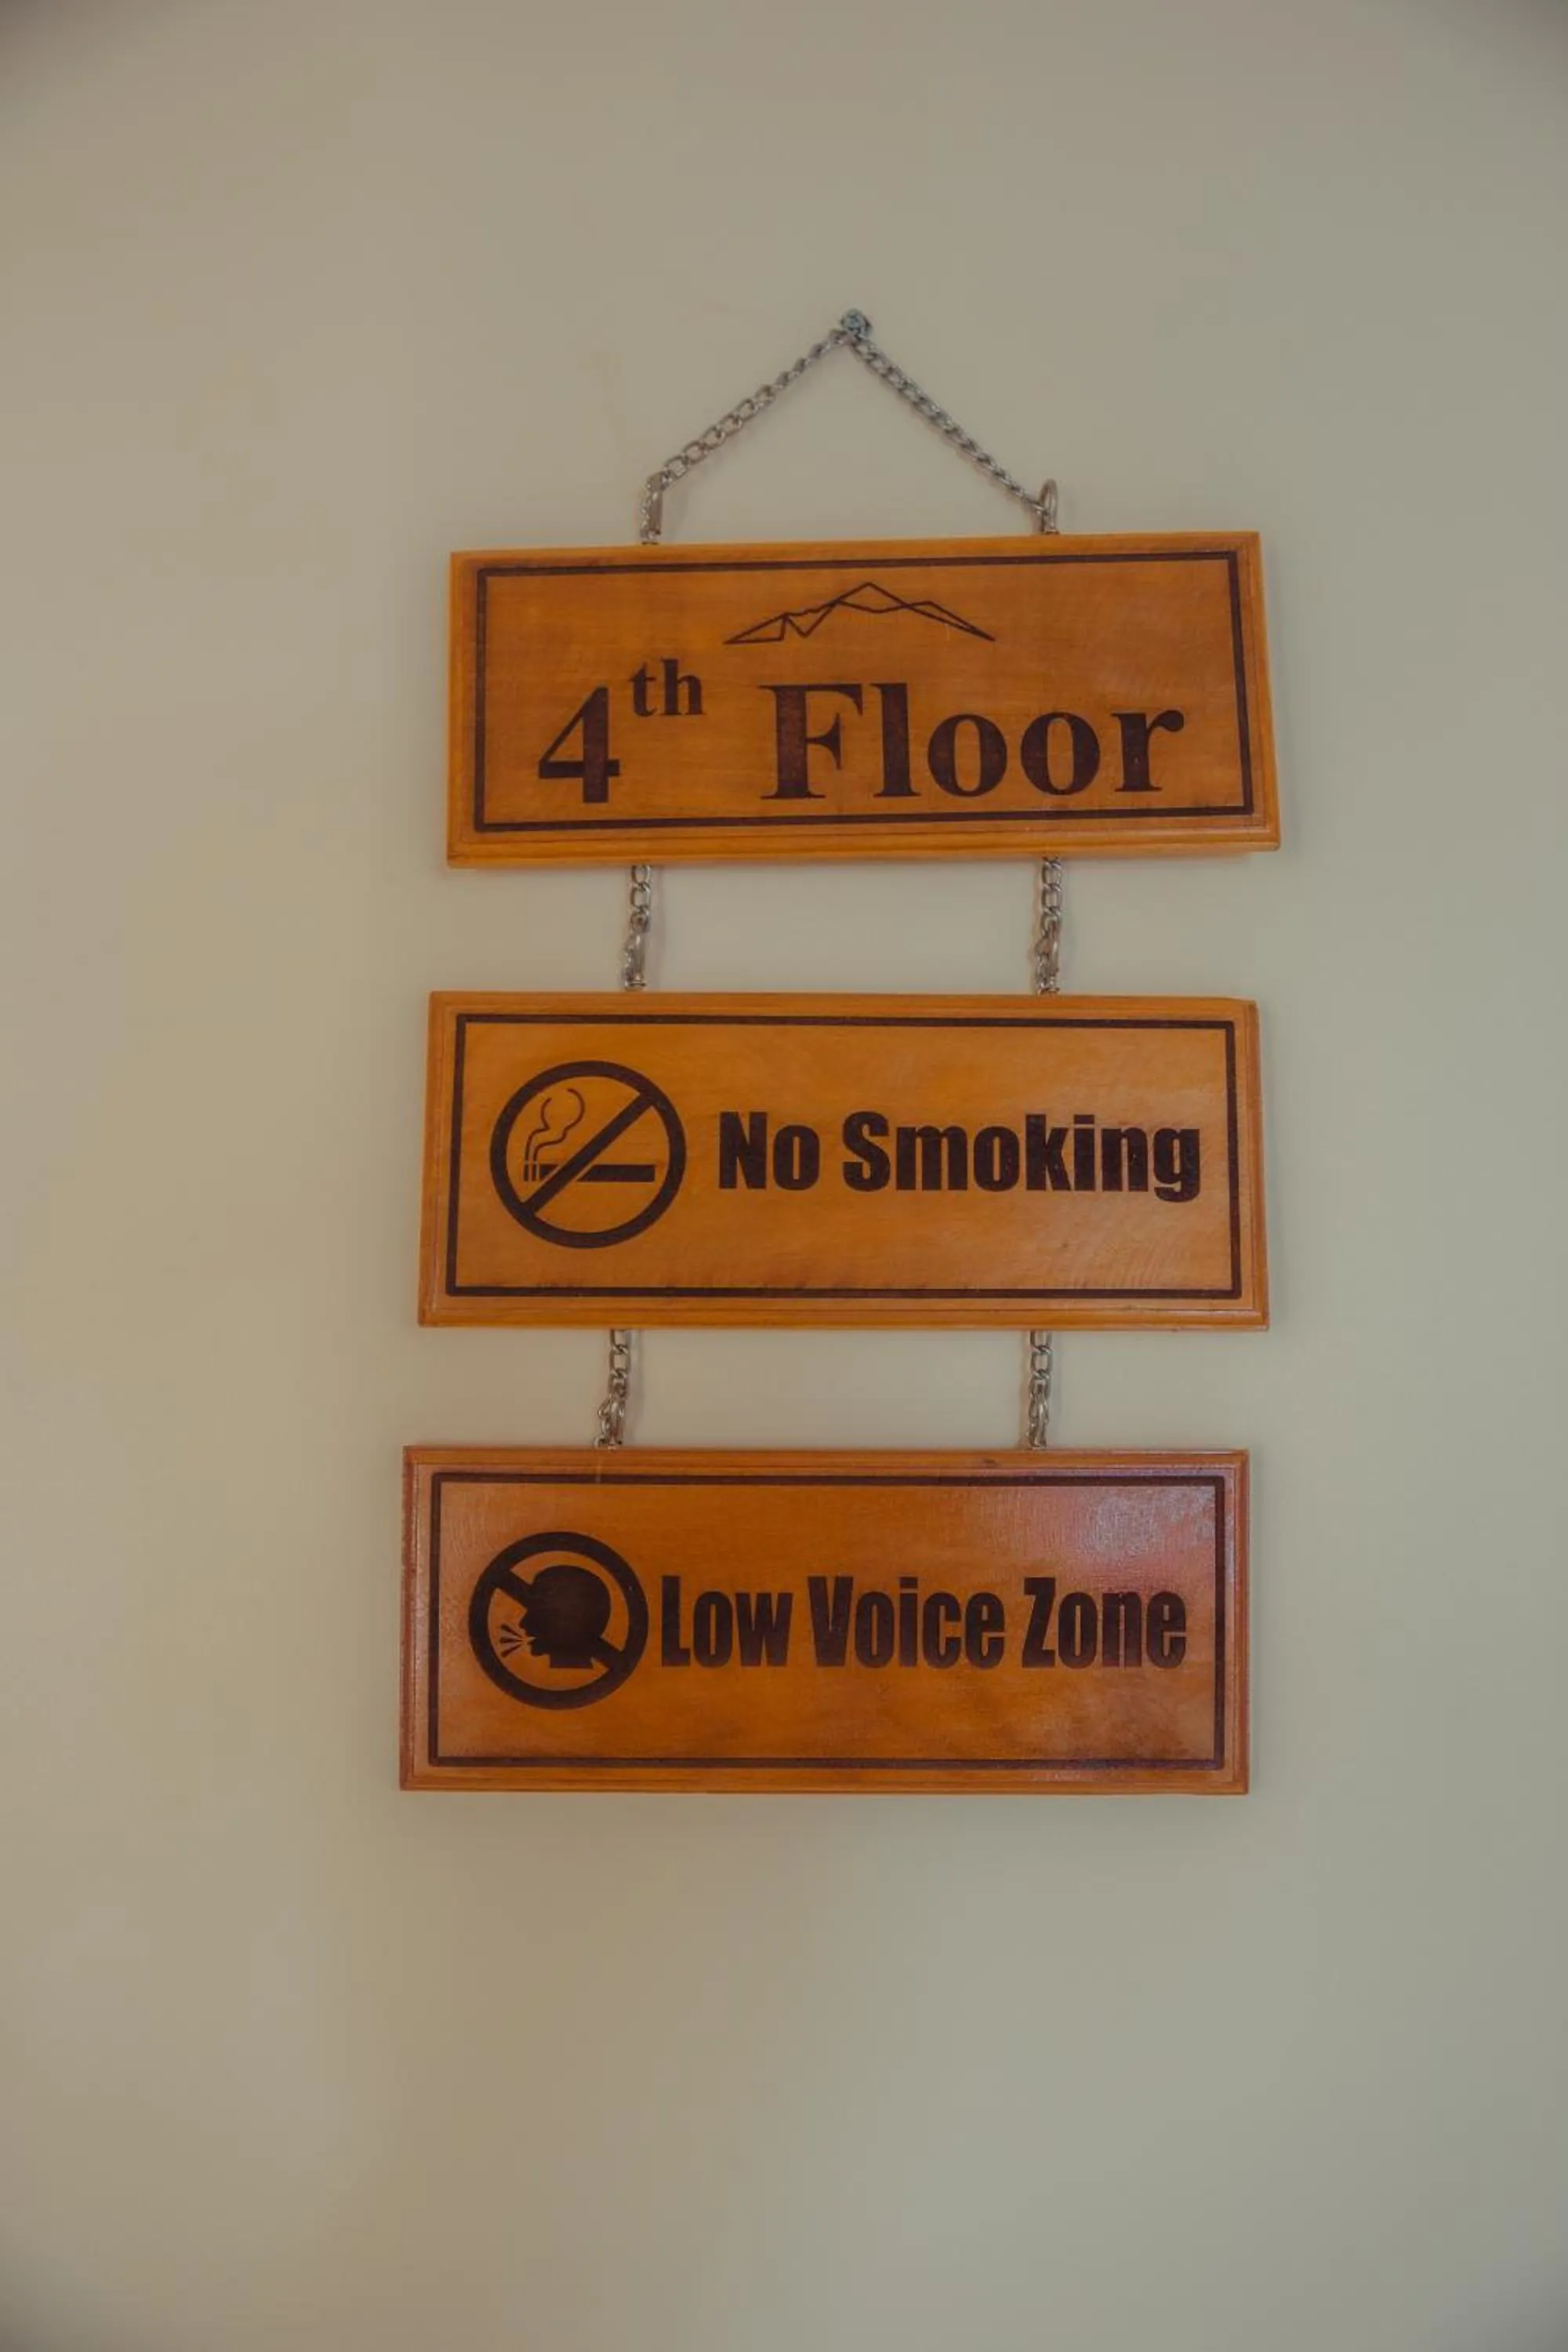 4th Floor
No Smoking
Low Voice Zone